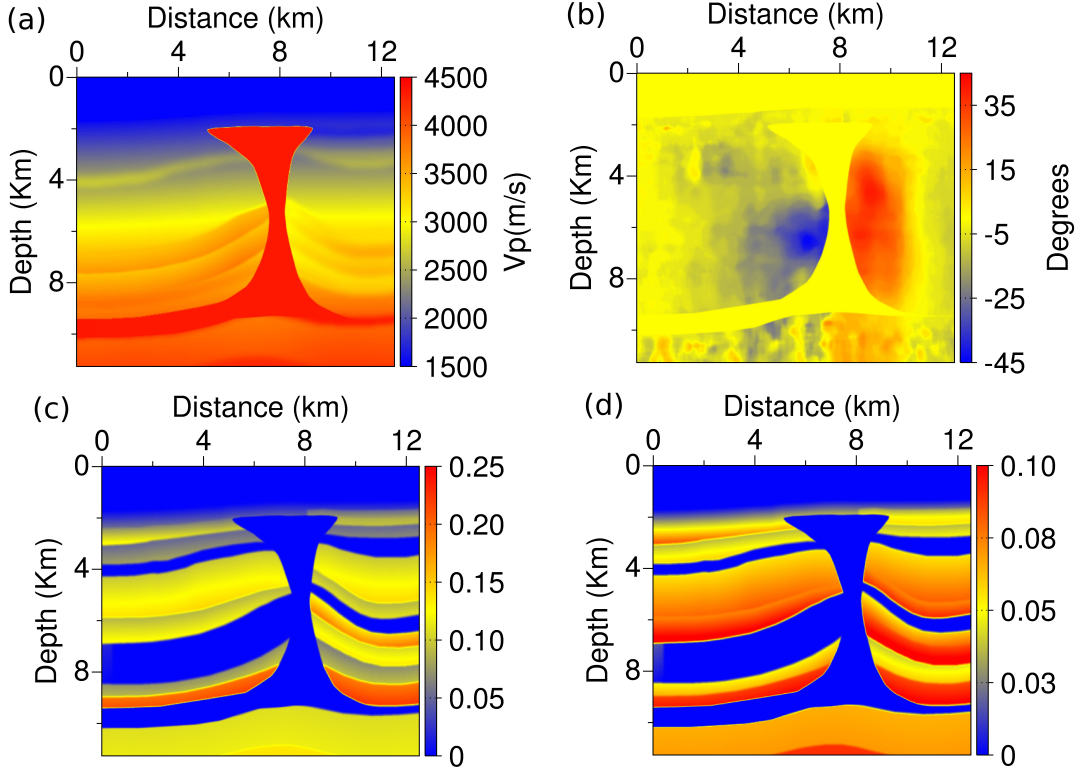 (a)
Distance (km)
0 4 8 12
0
4
8
Depth (Km)
4500
4000
3500
3000
2500
2000
1500
Vp(m/s)
(b)
Distance (km)
0 4 8 12
0
4
8
Depth (Km)
35
15
-5
-25
-45
Degrees
(c)
Distance (km)
0 4 8 12
0
4
8
Depth (Km)
0.25
0.20
0.15
0.10
0.05
0
(d)
Distance (km)
0 4 8 12
0
4
8
Depth (Km)
0.10
0.08
0.05
0.03
0